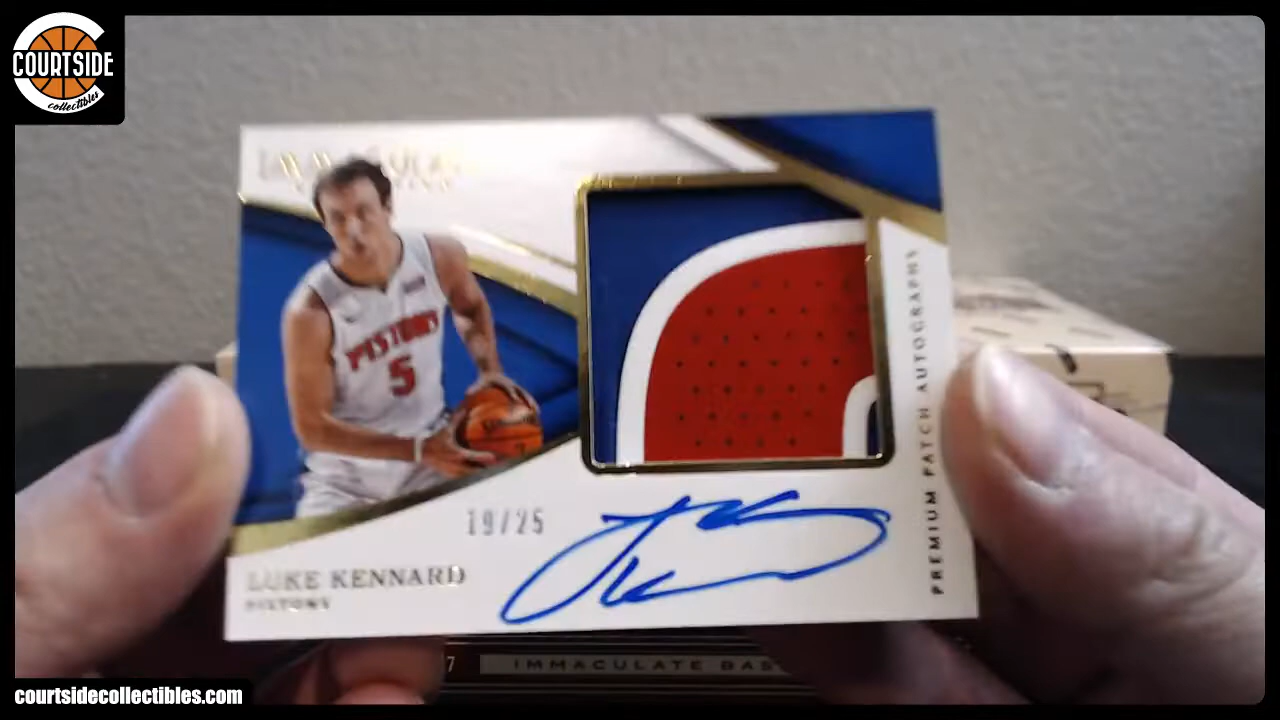 COURTSIDE
collectibles
PREMIUM PATCH AUTOGRAPHS
PISTONS
5
19/25
LUKE KENNARD
PISTONS
IMMACULATE BAS
courtsidecollectibles.com